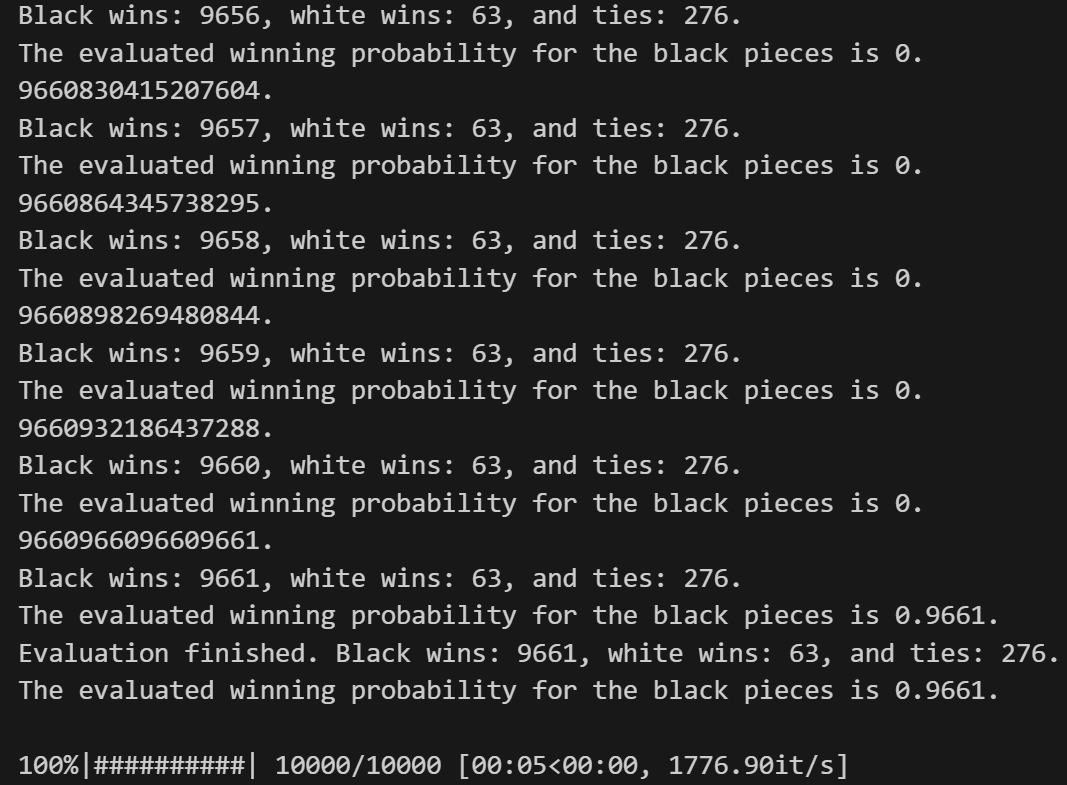 Black wins: 9656, white wins: 63, and ties: 276.
The evaluated winning probability for the black pieces is 0.
9660830415207604.
Black wins: 9657, white wins: 63, and ties: 276.
The evaluated winning probability for the black pieces is 0.
9660864345738295.
Black wins: 9658, white wins: 63, and ties: 276.
The evaluated winning probability for the black pieces is 0.
9660898269480844.
Black wins: 9659, white wins: 63, and ties: 276.
The evaluated winning probability for the black pieces is 0.
9660932186437288.
Black wins: 9660, white wins: 63, and ties: 276.
The evaluated winning probability for the black pieces is 0.
9660966096609661.
Black wins: 9661, white wins: 63, and ties: 276.
The evaluated winning probability for the black pieces is 0.9661.
Evaluation finished. Black wins: 9661, white wins: 63, and ties: 276.
The evaluated winning probability for the black pieces is 0.9661.
100%|##########| 10000/10000 [00:05<00:00, 1776.90it/s]